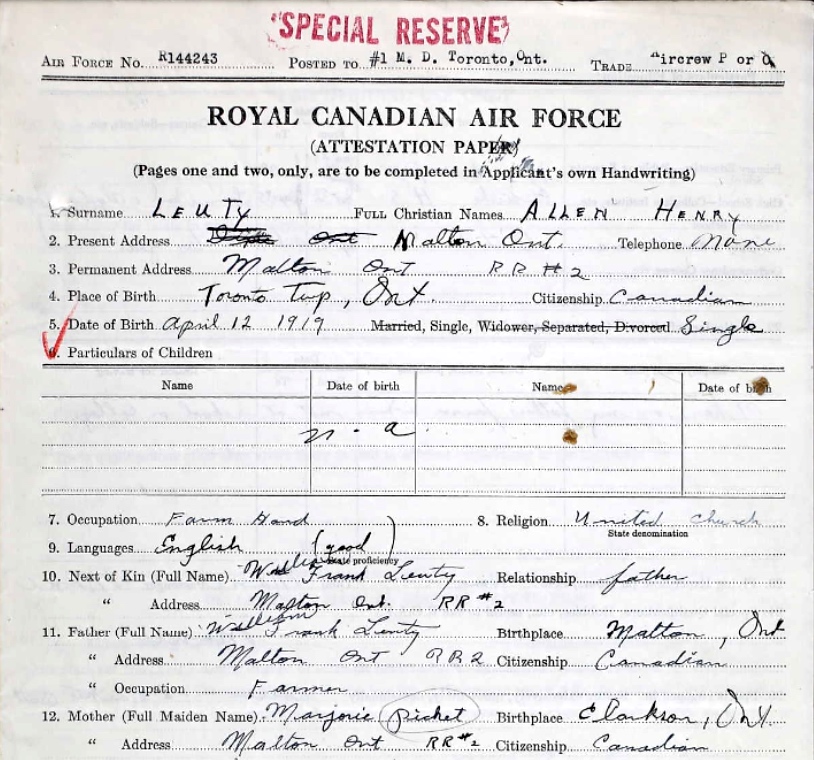 "SPECIAL RESERVE"
AIR FORCE No. R144243 POSTED TO #1 M. D. Toronto, Ont. TRADE Aircrew P or O
ROYAL CANADIAN AIR FORCE
(ATTESTATION PAPER)
(Pages one and two, only, are to be completed in Applicant's own Handwriting)
1. Surname LEUTY FULL Christian Names ALLEN HENRY
2. Present Address Ont Malton Ont. Telephone None
3. Permanent Address Malton Ont RR #2
4. Place of Birth Toronto Twp, Ont. Citizenship Canadian
5. Date of Birth April 12 1919 Married, Single, Widower, Separated, Divorced Single
6. Particulars of Children
Name Date of birth Name Date of birth
n. a.
7. Occupation Farm Hand 8. Religion United church
State denomination
9. Languages English (good)
State proficiency
10. Next of Kin (Full Name) William Frank Leuty Relationship father
" Address Malton Ont. RR #2
11. Father (Full Name) William Frank Leuty Birthplace Malton, Ont
" Address Malton Ont RR2 Citizenship Canadian
" Occupation Farmer
12. Mother (Full Maiden Name) Marjorie Picket Birthplace Clarkson, Ont.
" Address Malton Ont RR#2 Citizenship Canadian